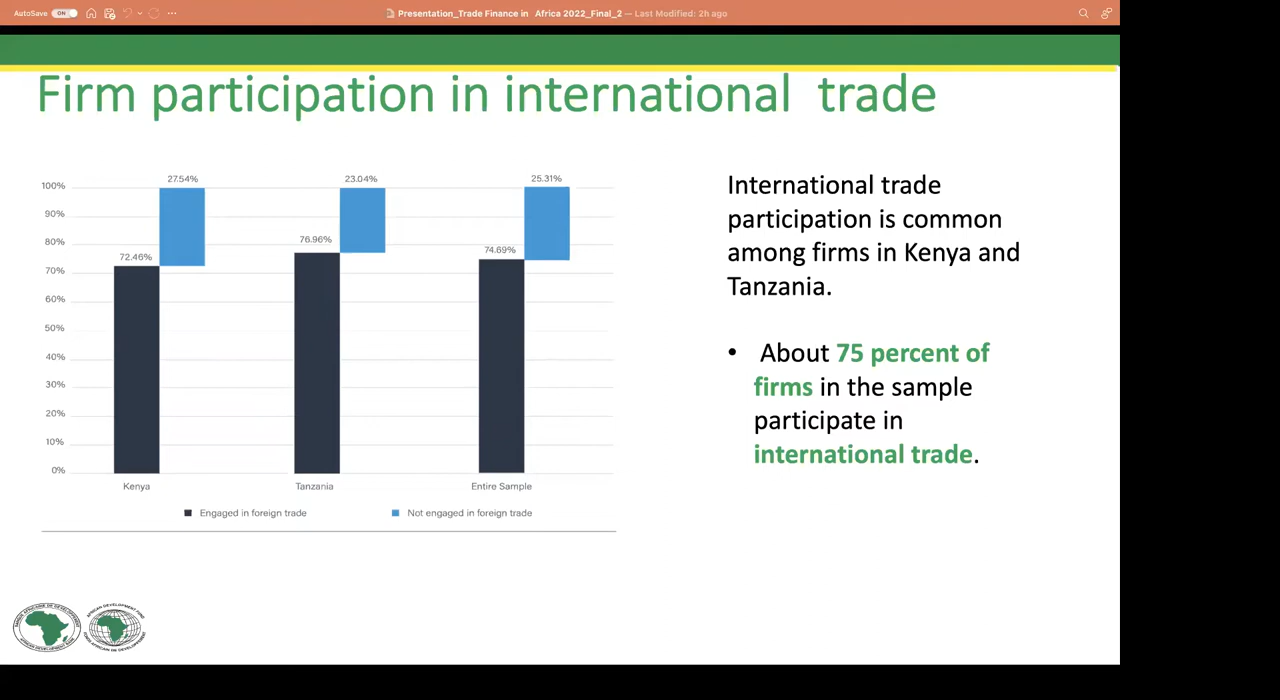 AutoSave ON
Presentation_Trade Finance in Africa 2022_Final_2 — Last Modified: 2h ago
Firm participation in international trade
27.54%
23.04%
25.31%
100%
90%
80%
70%
60%
50%
40%
30%
20%
10%
0%
72.46%
76.96%
74.69%
Kenya
Tanzania
Entire Sample
Engaged in foreign trade
Not engaged in foreign trade
International trade
participation is common
among firms in Kenya and
Tanzania.
• About 75 percent of
firms in the sample
participate in
international trade.